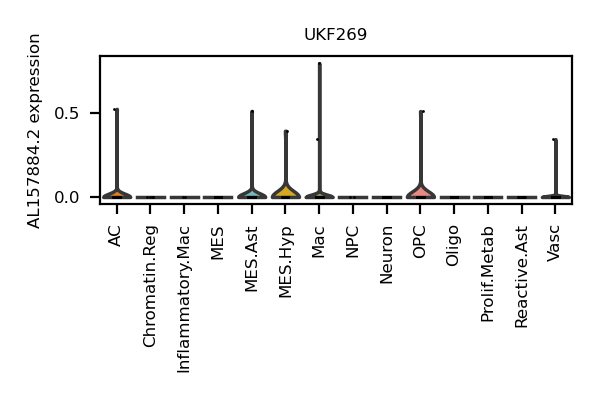 UKF269
AL157884.2 expression
0.5
0.0
AC
Chromatin.Reg
Inflammatory.Mac
MES
MES.Ast
MES.Hyp
Mac
NPC
Neuron
OPC
Oligo
Prolif.Metab
Reactive.Ast
Vasc